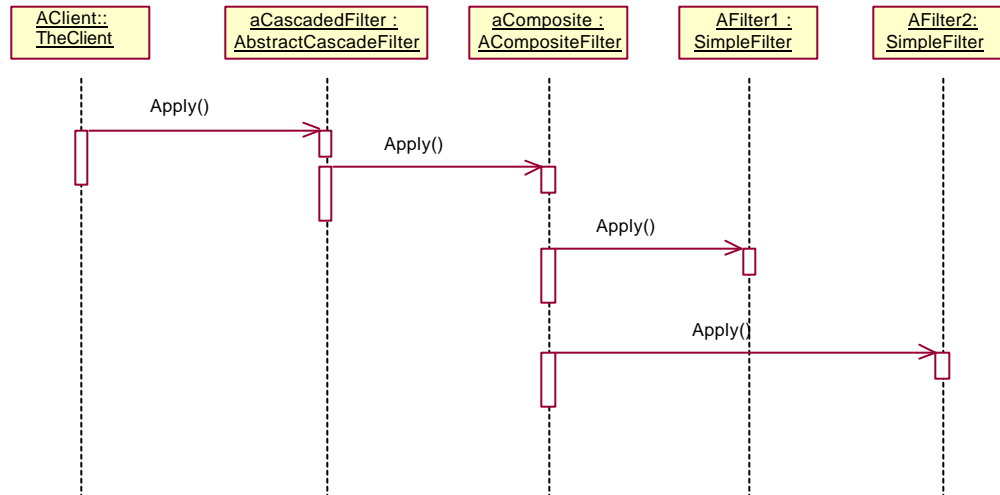 AClient::
TheClient
aCascadedFilter :
AbstractCascadeFilter
aComposite :
ACompositeFilter
AFilter1 :
SimpleFilter
AFilter2:
SimpleFilter
Apply()
Apply()
Apply()
Apply()